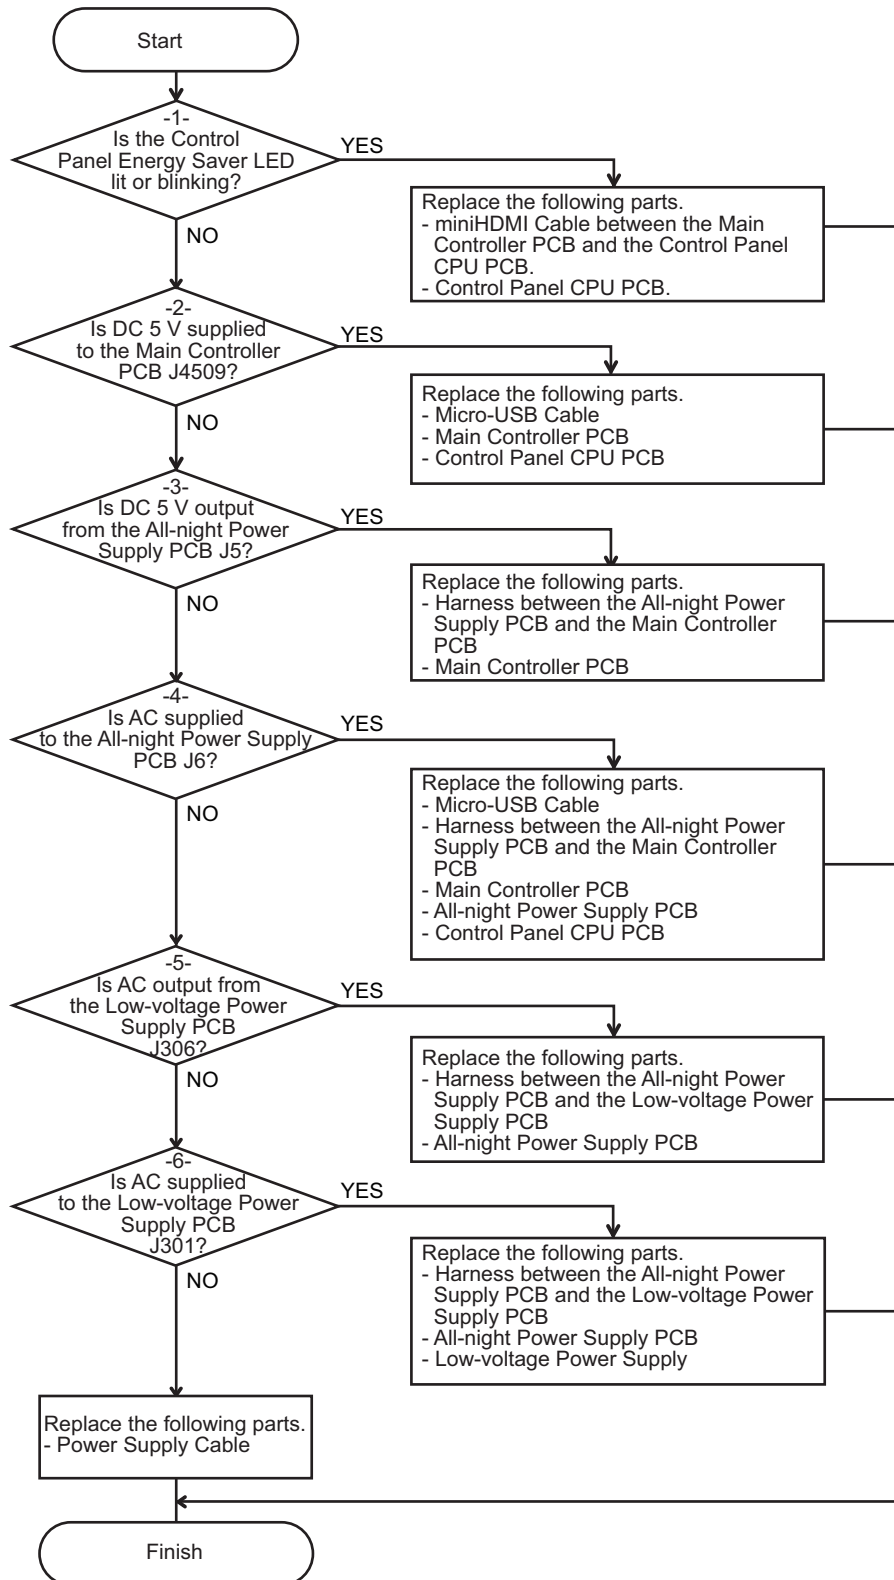 Start
-1-
Is the Control
Panel Energy Saver LED
lit or blinking?
YES
NO
Replace the following parts.
- miniHDMI Cable between the Main
Controller PCB and the Control Panel
CPU PCB.
- Control Panel CPU PCB.
-2-
Is DC 5 V supplied
to the Main Controller
PCB J4509?
YES
NO
Replace the following parts.
- Micro-USB Cable
- Main Controller PCB
- Control Panel CPU PCB
-3-
Is DC 5 V output
from the All-night Power
Supply PCB J5?
YES
NO
Replace the following parts.
- Harness between the All-night Power
Supply PCB and the Main Controller
PCB
- Main Controller PCB
-4-
Is AC supplied
to the All-night Power Supply
PCB J6?
YES
NO
Replace the following parts.
- Micro-USB Cable
- Harness between the All-night Power
Supply PCB and the Main Controller
PCB
- Main Controller PCB
- All-night Power Supply PCB
- Control Panel CPU PCB
-5-
Is AC output from
the Low-voltage Power
Supply PCB
J306?
YES
NO
Replace the following parts.
- Harness between the All-night Power
Supply PCB and the Low-voltage Power
Supply PCB
- All-night Power Supply PCB
-6-
Is AC supplied
to the Low-voltage Power
Supply PCB
J301?
YES
NO
Replace the following parts.
- Harness between the All-night Power
Supply PCB and the Low-voltage Power
Supply PCB
- All-night Power Supply PCB
- Low-voltage Power Supply
Replace the following parts.
- Power Supply Cable
Finish